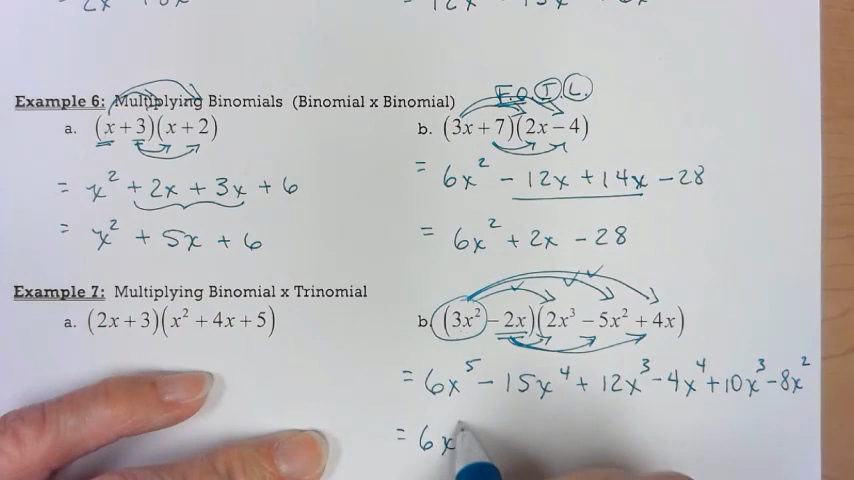 Example 6: Multiplying Binomials (Binomial x Binomial) F.O.I.L.
a. (x + 3)(x + 2) b. (3x + 7)(2x − 4)
= x² + 2x + 3x + 6 = 6x² − 12x + 14x − 28
= x² + 5x + 6 = 6x² + 2x − 28
Example 7: Multiplying Binomial x Trinomial
a. (2x + 3)(x² + 4x + 5) b. (3x² − 2x)(2x³ − 5x² + 4x)
= 6x⁵ − 15x⁴ + 12x³ − 4x⁴ + 10x³ − 8x²
= 6x